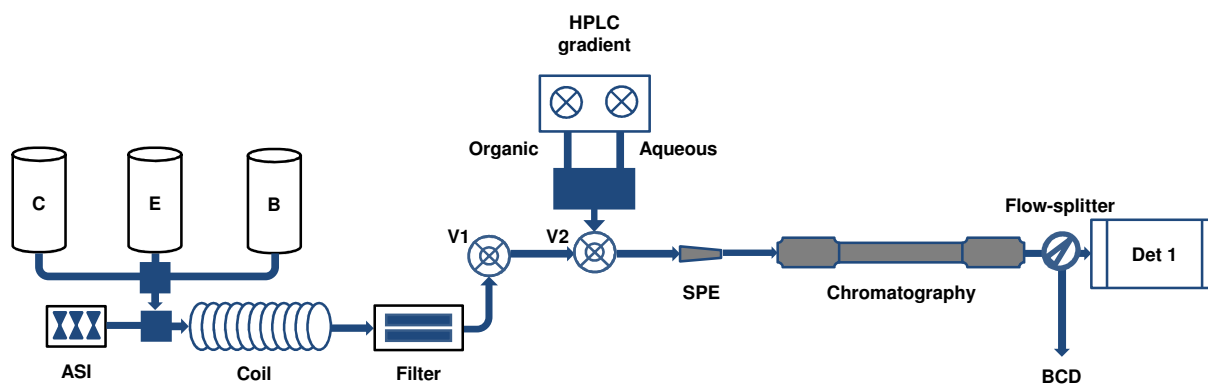 HPLC
gradient
Organic
Aqueous
C
E
B
V1
V2
Flow-splitter
Det 1
SPE
Chromatography
ASI
Coil
Filter
BCD